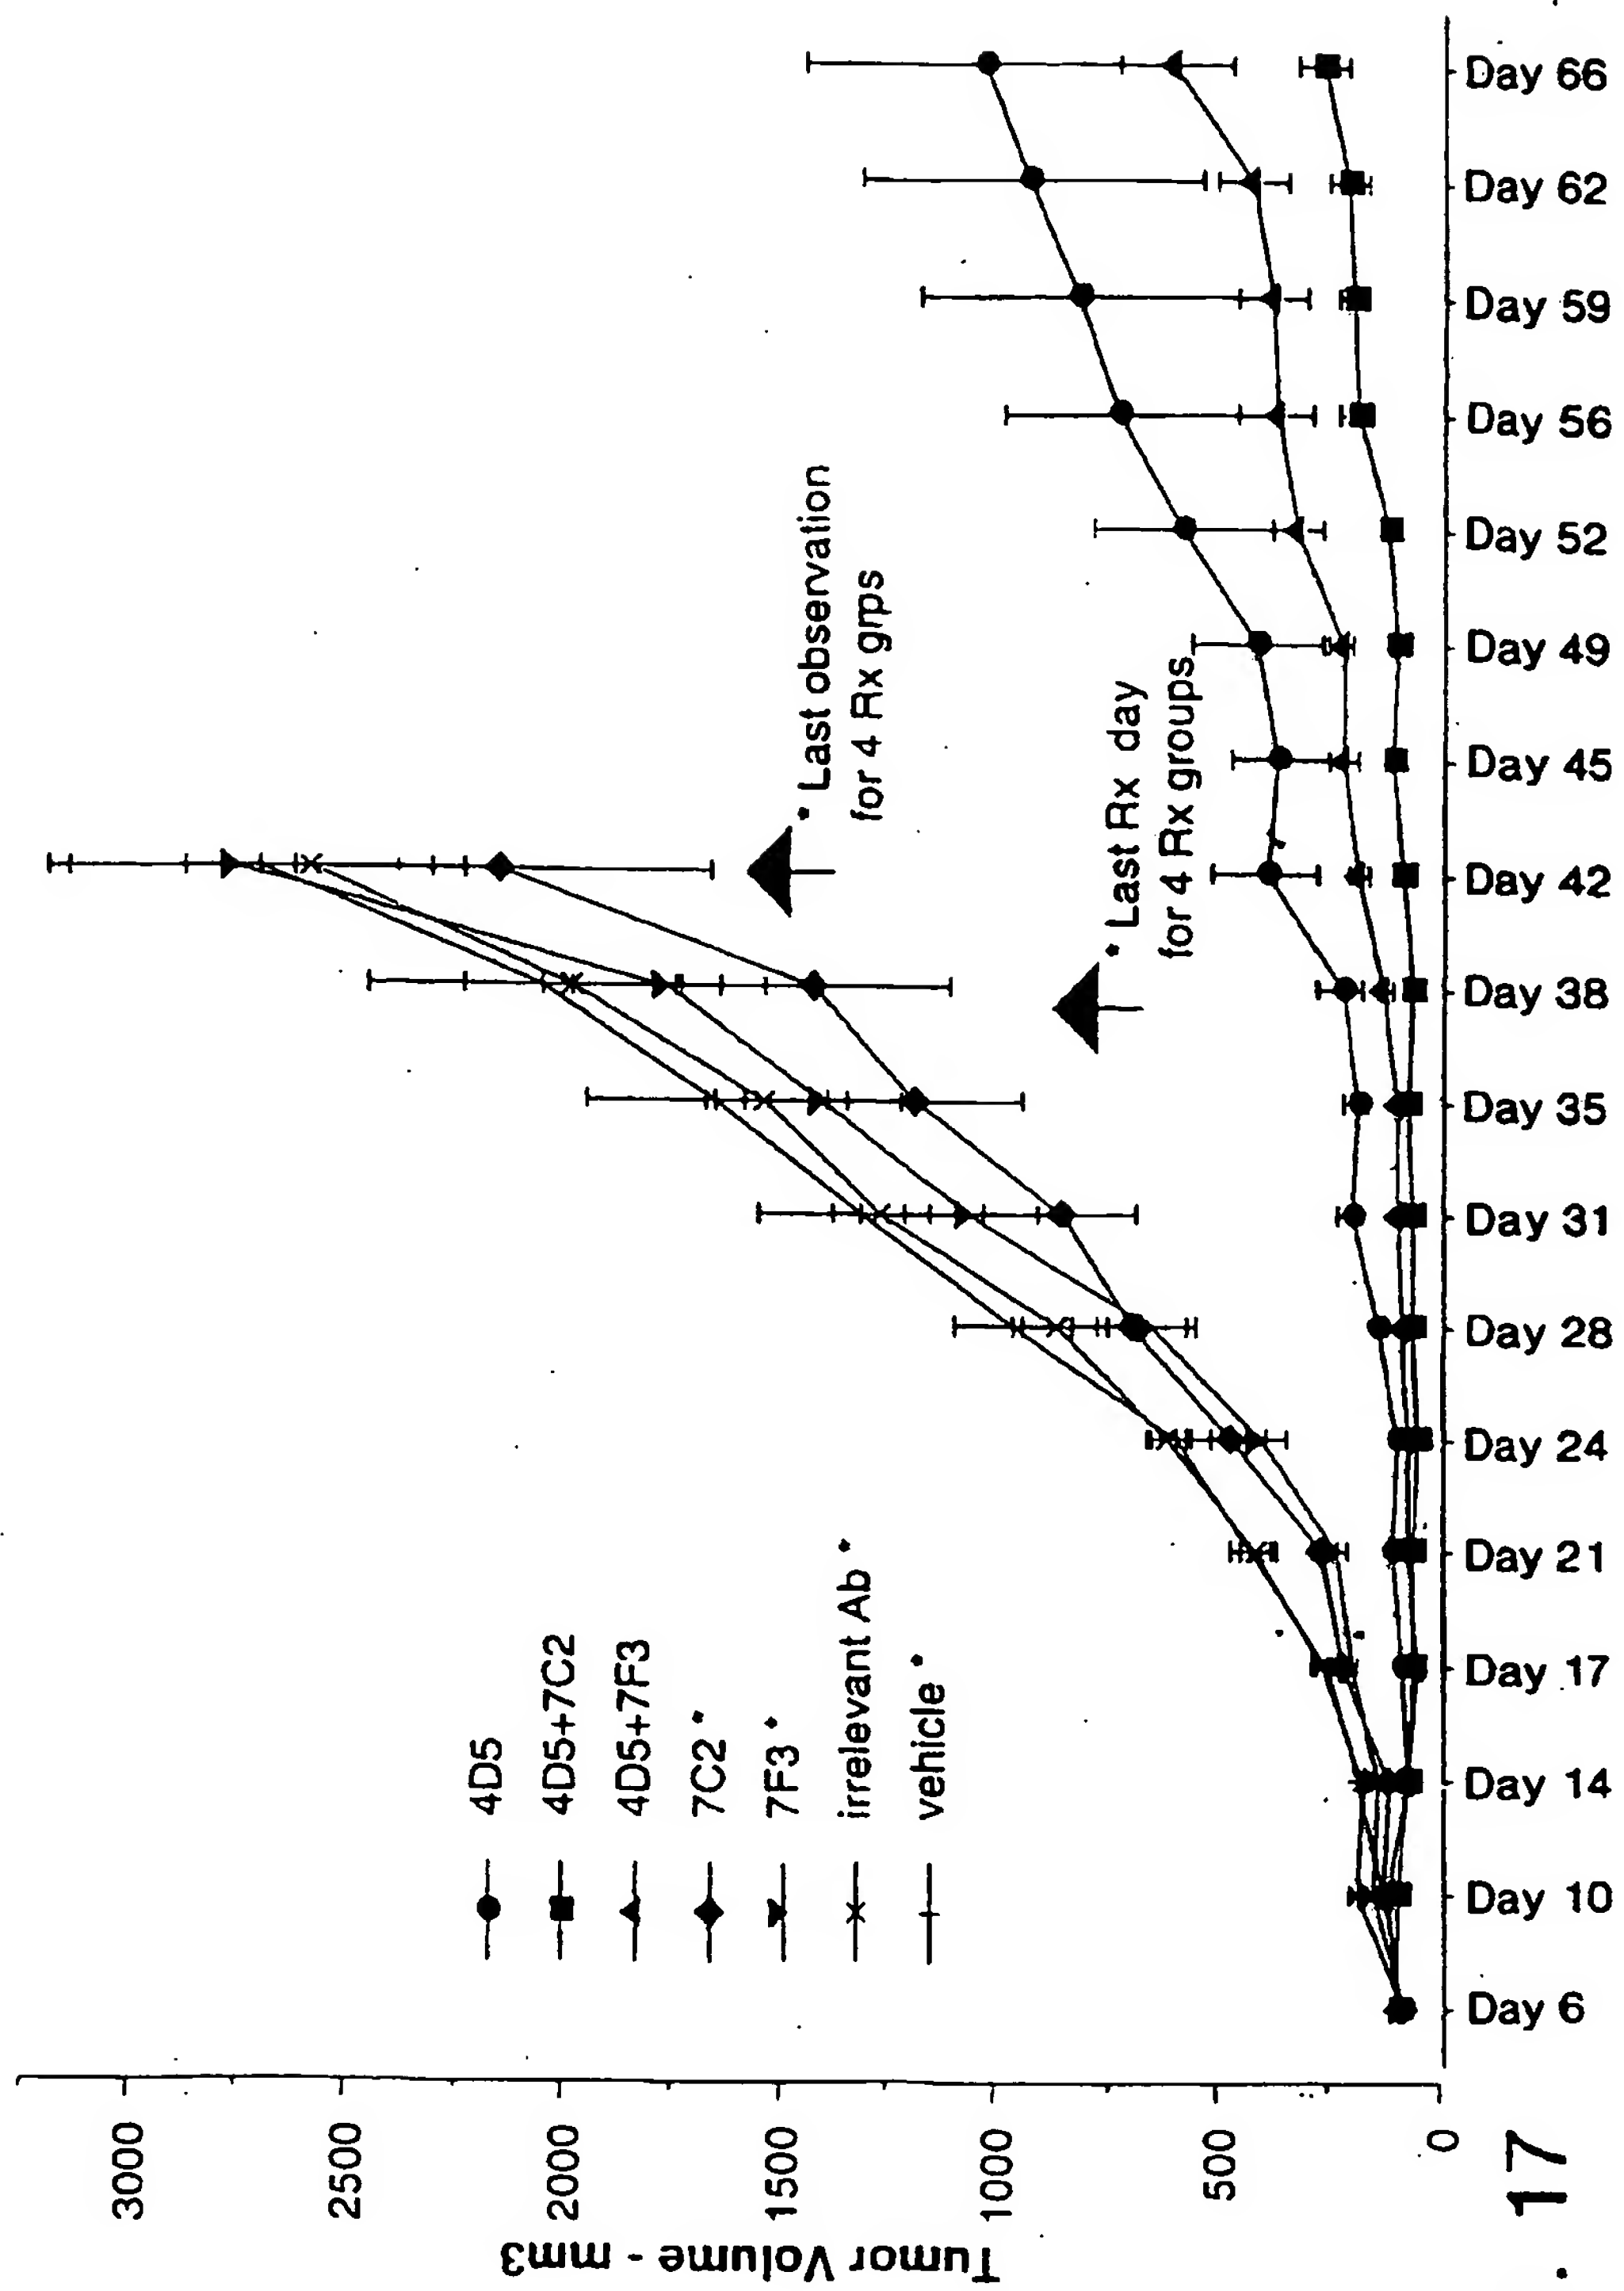 Tumor Volume - mm3
3000
2500
2000
1500
1000
500
0
4D5
4D5+7C2
4D5+7F3
7C2 *
7F3 *
irrelevant Ab *
vehicle *
* Last observation
for 4 Rx grps
* Last Rx day
for 4 Rx groups
Day 6
Day 10
Day 14
Day 17
Day 21
Day 24
Day 28
Day 31
Day 35
Day 38
Day 42
Day 45
Day 49
Day 52
Day 56
Day 59
Day 62
Day 66
. 17